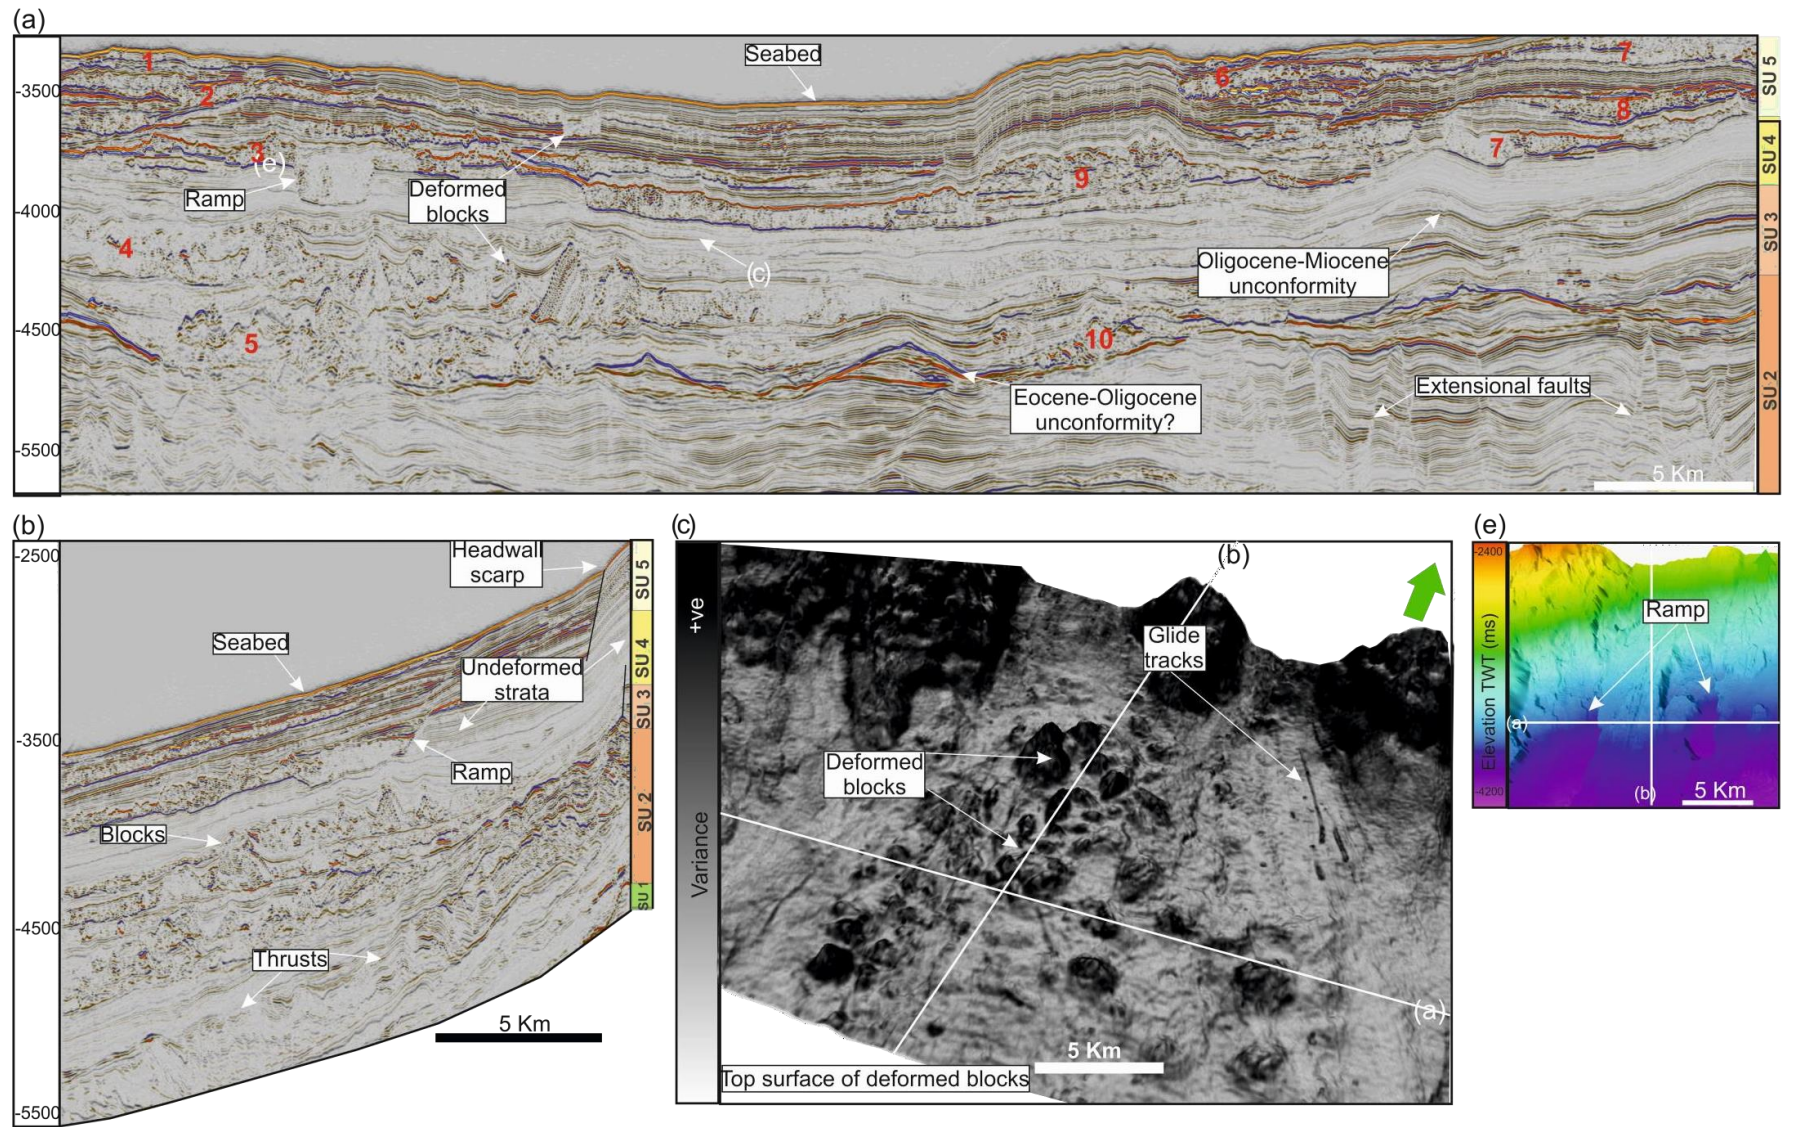 (a)
Seabed
1
2
3
(e)
Ramp
Deformed
blocks
4
5
(c)
6
7
8
7
9
10
Oligocene-Miocene
unconformity
Eocene-Oligocene
unconformity?
Extensional faults
5 Km
-3500
-4000
-4500
-5500
SU 5
SU 4
SU 3
SU 2
(b)
-2500
-3500
-4500
-5500
Headwall
scarp
Seabed
Undeformed
strata
Ramp
Blocks
Thrusts
5 Km
SU 5
SU 4
SU 3
SU 2
SU 1
(c)
+ve
Variance
(b)
Glide
tracks
Deformed
blocks
(a)
5 Km
Top surface of deformed blocks
(e)
-2400
Elevation TWT (ms)
-4200
Ramp
(a)
(b)
5 Km